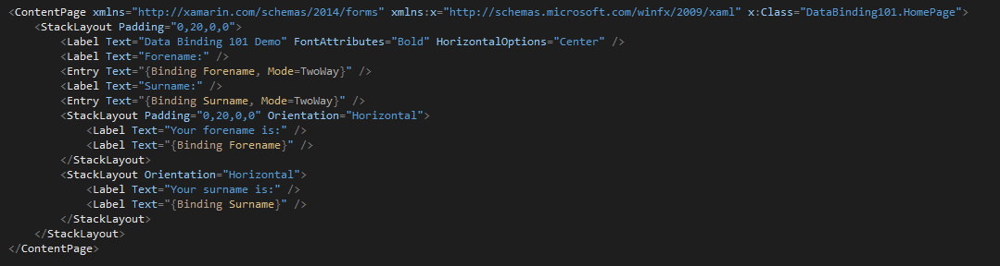 <ContentPage xmlns="http://xamarin.com/schemas/2014/forms" xmlns:x="http://schemas.microsoft.com/winfx/2009/xaml" x:Class="DataBinding101.HomePage">
    <StackLayout Padding="0,20,0,0">
        <Label Text="Data Binding 101 Demo" FontAttributes="Bold" HorizontalOptions="Center" />
        <Label Text="Forename:" />
        <Entry Text="{Binding Forename, Mode=TwoWay}" />
        <Label Text="Surname:" />
        <Entry Text="{Binding Surname, Mode=TwoWay}" />
        <StackLayout Padding="0,20,0,0" Orientation="Horizontal">
            <Label Text="Your forename is:" />
            <Label Text="{Binding Forename}" />
        </StackLayout>
        <StackLayout Orientation="Horizontal">
            <Label Text="Your surname is:" />
            <Label Text="{Binding Surname}" />
        </StackLayout>
    </StackLayout>
</ContentPage>